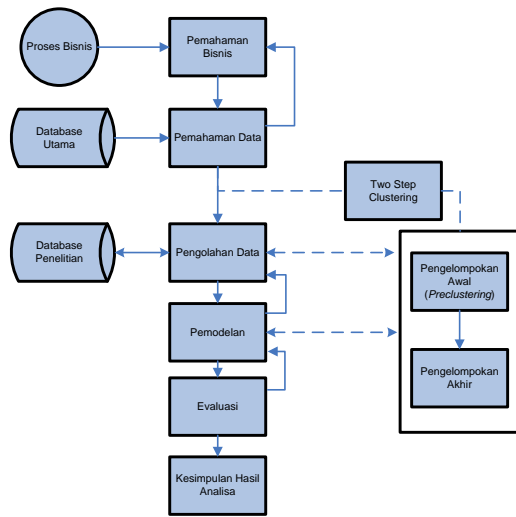 Proses Bisnis
Pemahaman
Bisnis
Database
Utama
Pemahaman Data
Two Step
Clustering
Database
Penelitian
Pengolahan Data
Pengelompokan
Awal
(Preclustering)
Pemodelan
Pengelompokan
Akhir
Evaluasi
Kesimpulan Hasil
Analisa